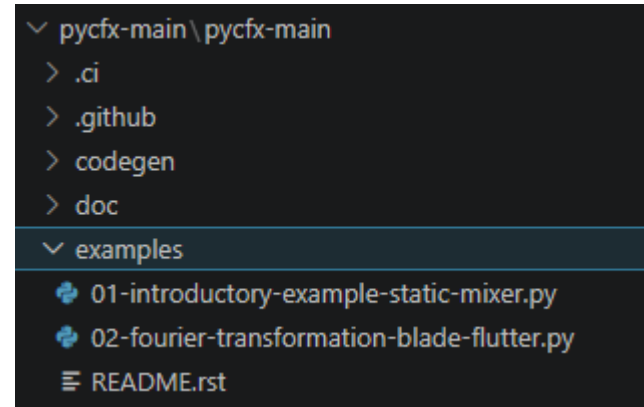 pycfx-main\pycfx-main
.ci
.github
codegen
doc
examples
01-introductory-example-static-mixer.py
02-fourier-transformation-blade-flutter.py
README.rst